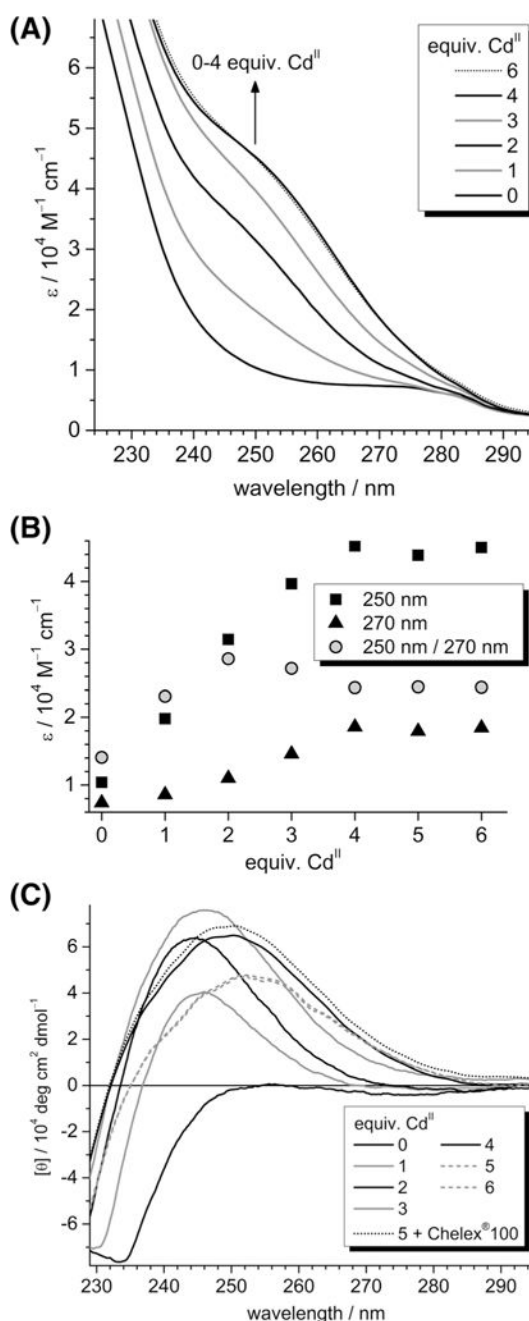 (A)
0-4 equiv. Cd^II
equiv. Cd^II
6
4
3
2
1
0
ε / 10^4 M^−1 cm^−1
6
5
4
3
2
1
0
230 240 250 260 270 280 290
wavelength / nm
(B)
ε / 10^4 M^−1 cm^−1
4
3
2
1
250 nm
270 nm
250 nm / 270 nm
0 1 2 3 4 5 6
equiv. Cd^II
(C)
[θ] / 10^4 deg cm^2 dmol^−1
6
4
2
0
-2
-4
-6
equiv. Cd^II
0 4
1 5
2 6
3
5 + Chelex®100
230 240 250 260 270 280 290
wavelength / nm